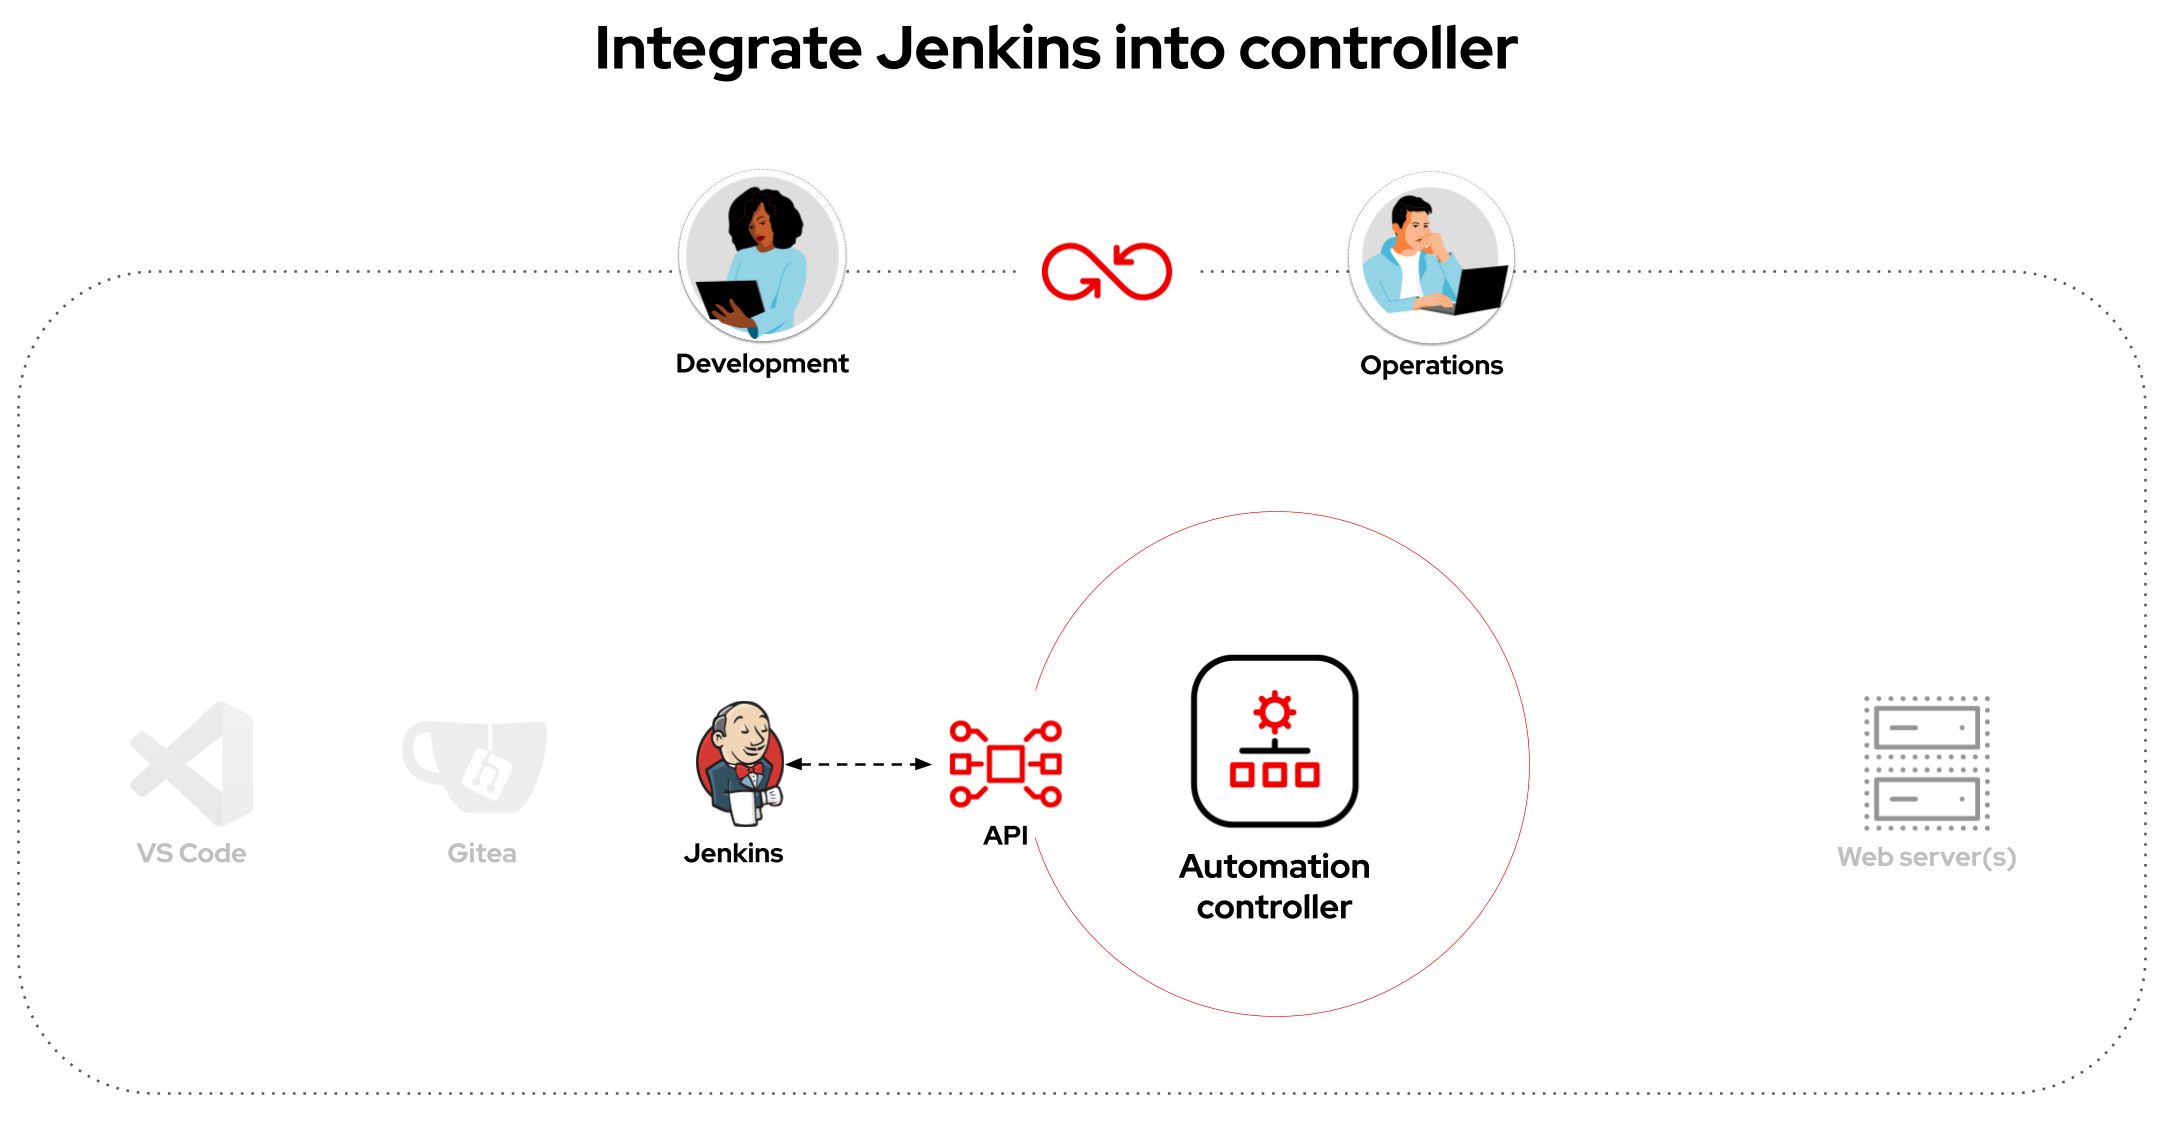 Integrate Jenkins into controller
Development
Operations
VS Code
Gitea
Jenkins
API
Automation
controller
Web server(s)